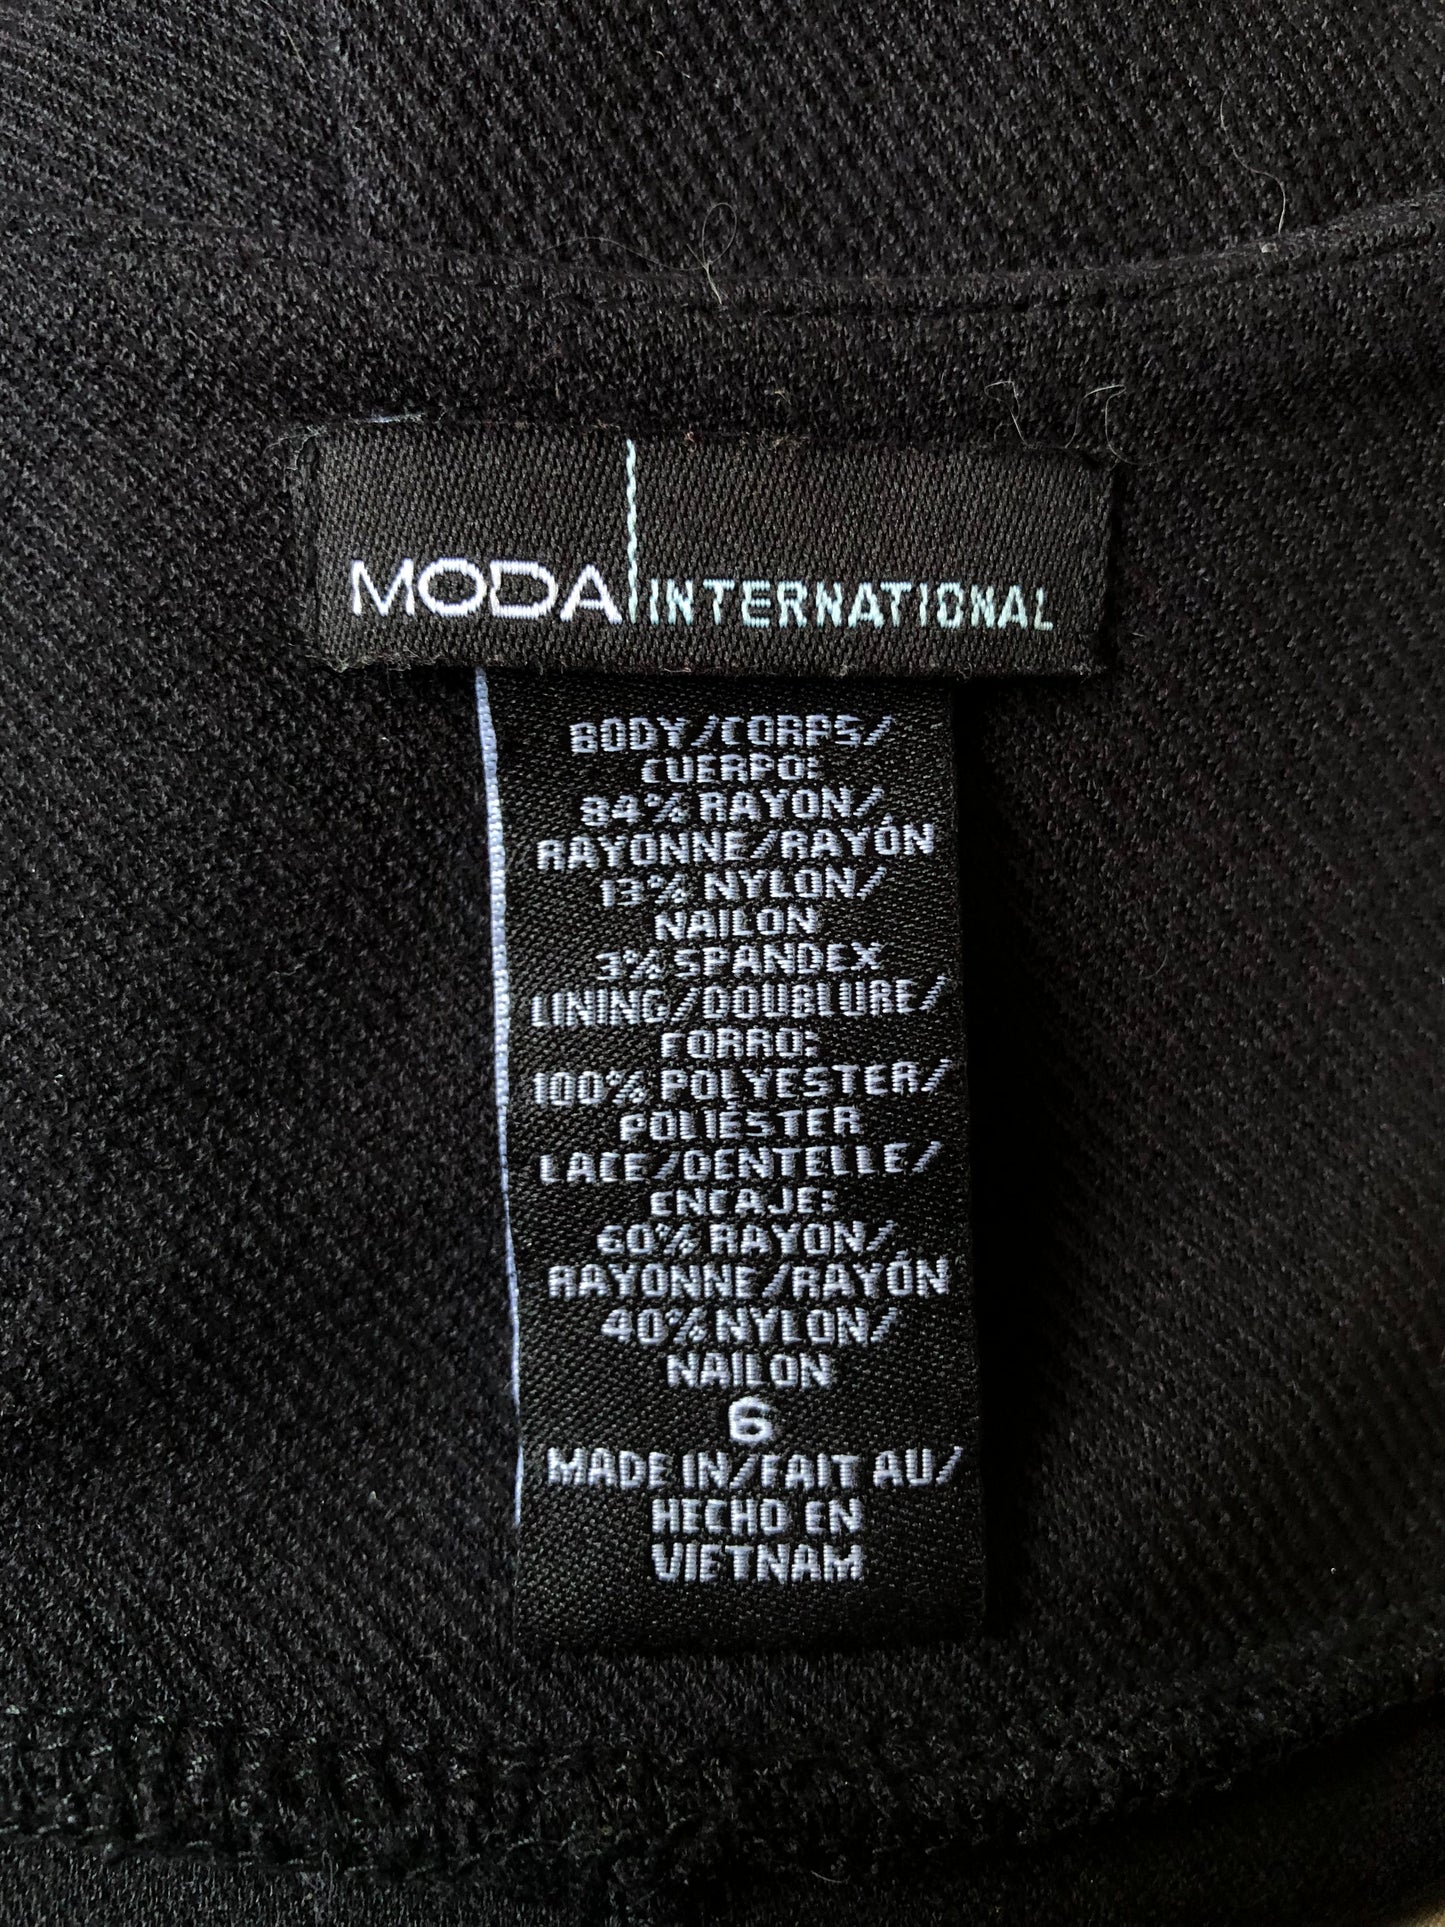 MODA INTERNATIONAL
BODY/CORPS/
CUERPO:
84% RAYON/
RAYONNE/RAYÓN
13% NYLON/
NAILON
3% SPANDEX
LINING/DOUBLURE/
FORRO:
100% POLYESTER/
POLIÉSTER
LACE/DENTELLE/
ENCAJE:
60% RAYON/
RAYONNE/RAYÓN
40% NYLON/
NAILON
6
MADE IN/FAIT AU/
HECHO EN
VIETNAM